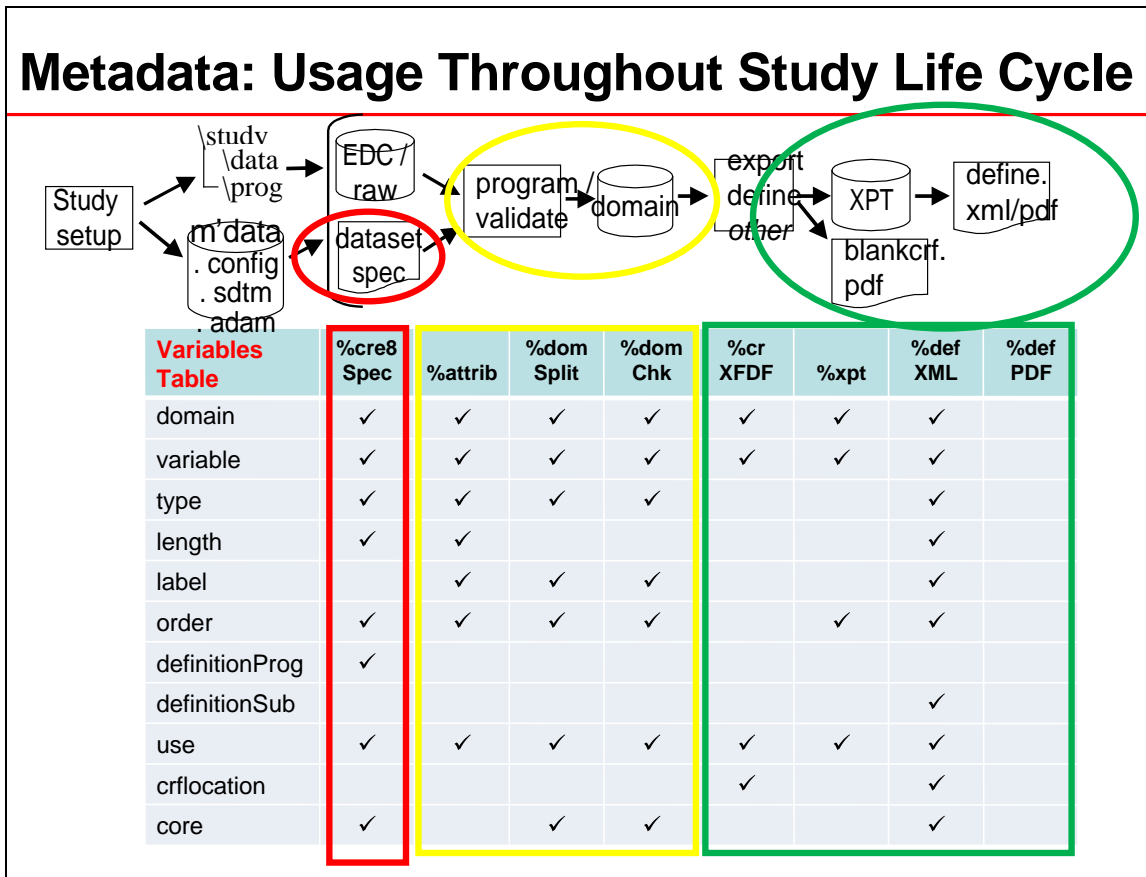 Metadata: Usage Throughout Study Life Cycle
Study
setup
\study
\data
\prog
m'data
. config
. sdtm
. adam
EDC /
raw
dataset
spec
program /
validate
domain
export
define
other
XPT
define.
xml/pdf
blankcrf.
pdf
Variables Table %cre8 Spec %attrib %dom Split %dom Chk %cr XFDF %xpt %def XML %def PDF
domain ✓ ✓ ✓ ✓ ✓ ✓ ✓
variable ✓ ✓ ✓ ✓ ✓ ✓ ✓
type ✓ ✓ ✓ ✓ ✓
length ✓ ✓ ✓
label ✓ ✓ ✓ ✓
order ✓ ✓ ✓ ✓ ✓ ✓
definitionProg ✓
definitionSub ✓
use ✓ ✓ ✓ ✓ ✓ ✓ ✓
crflocation ✓ ✓
core ✓ ✓ ✓ ✓